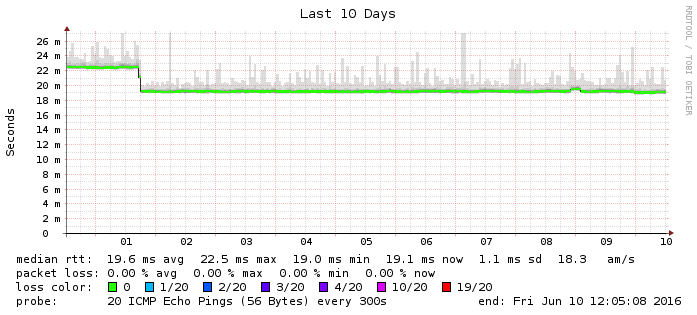 Last 10 Days
RRDTOOL / TOBI OETIKER
Seconds
26 m
24 m
22 m
20 m
18 m
16 m
14 m
12 m
10 m
8 m
6 m
4 m
2 m
0
01 02 03 04 05 06 07 08 09 10
median rtt: 19.6 ms avg 22.5 ms max 19.0 ms min 19.1 ms now 1.1 ms sd 18.3 am/s
packet loss: 0.00 % avg 0.00 % max 0.00 % min 0.00 % now
loss color: 0 1/20 2/20 3/20 4/20 10/20 19/20
probe: 20 ICMP Echo Pings (56 Bytes) every 300s end: Fri Jun 10 12:05:08 2016